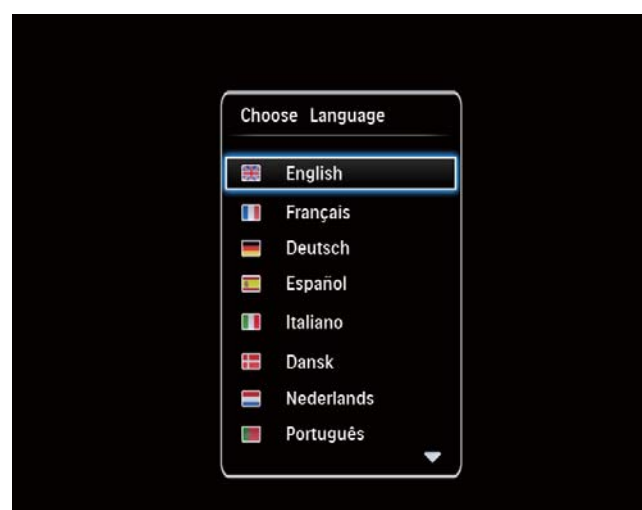 Choose Language
English
Français
Deutsch
Español
Italiano
Dansk
Nederlands
Português